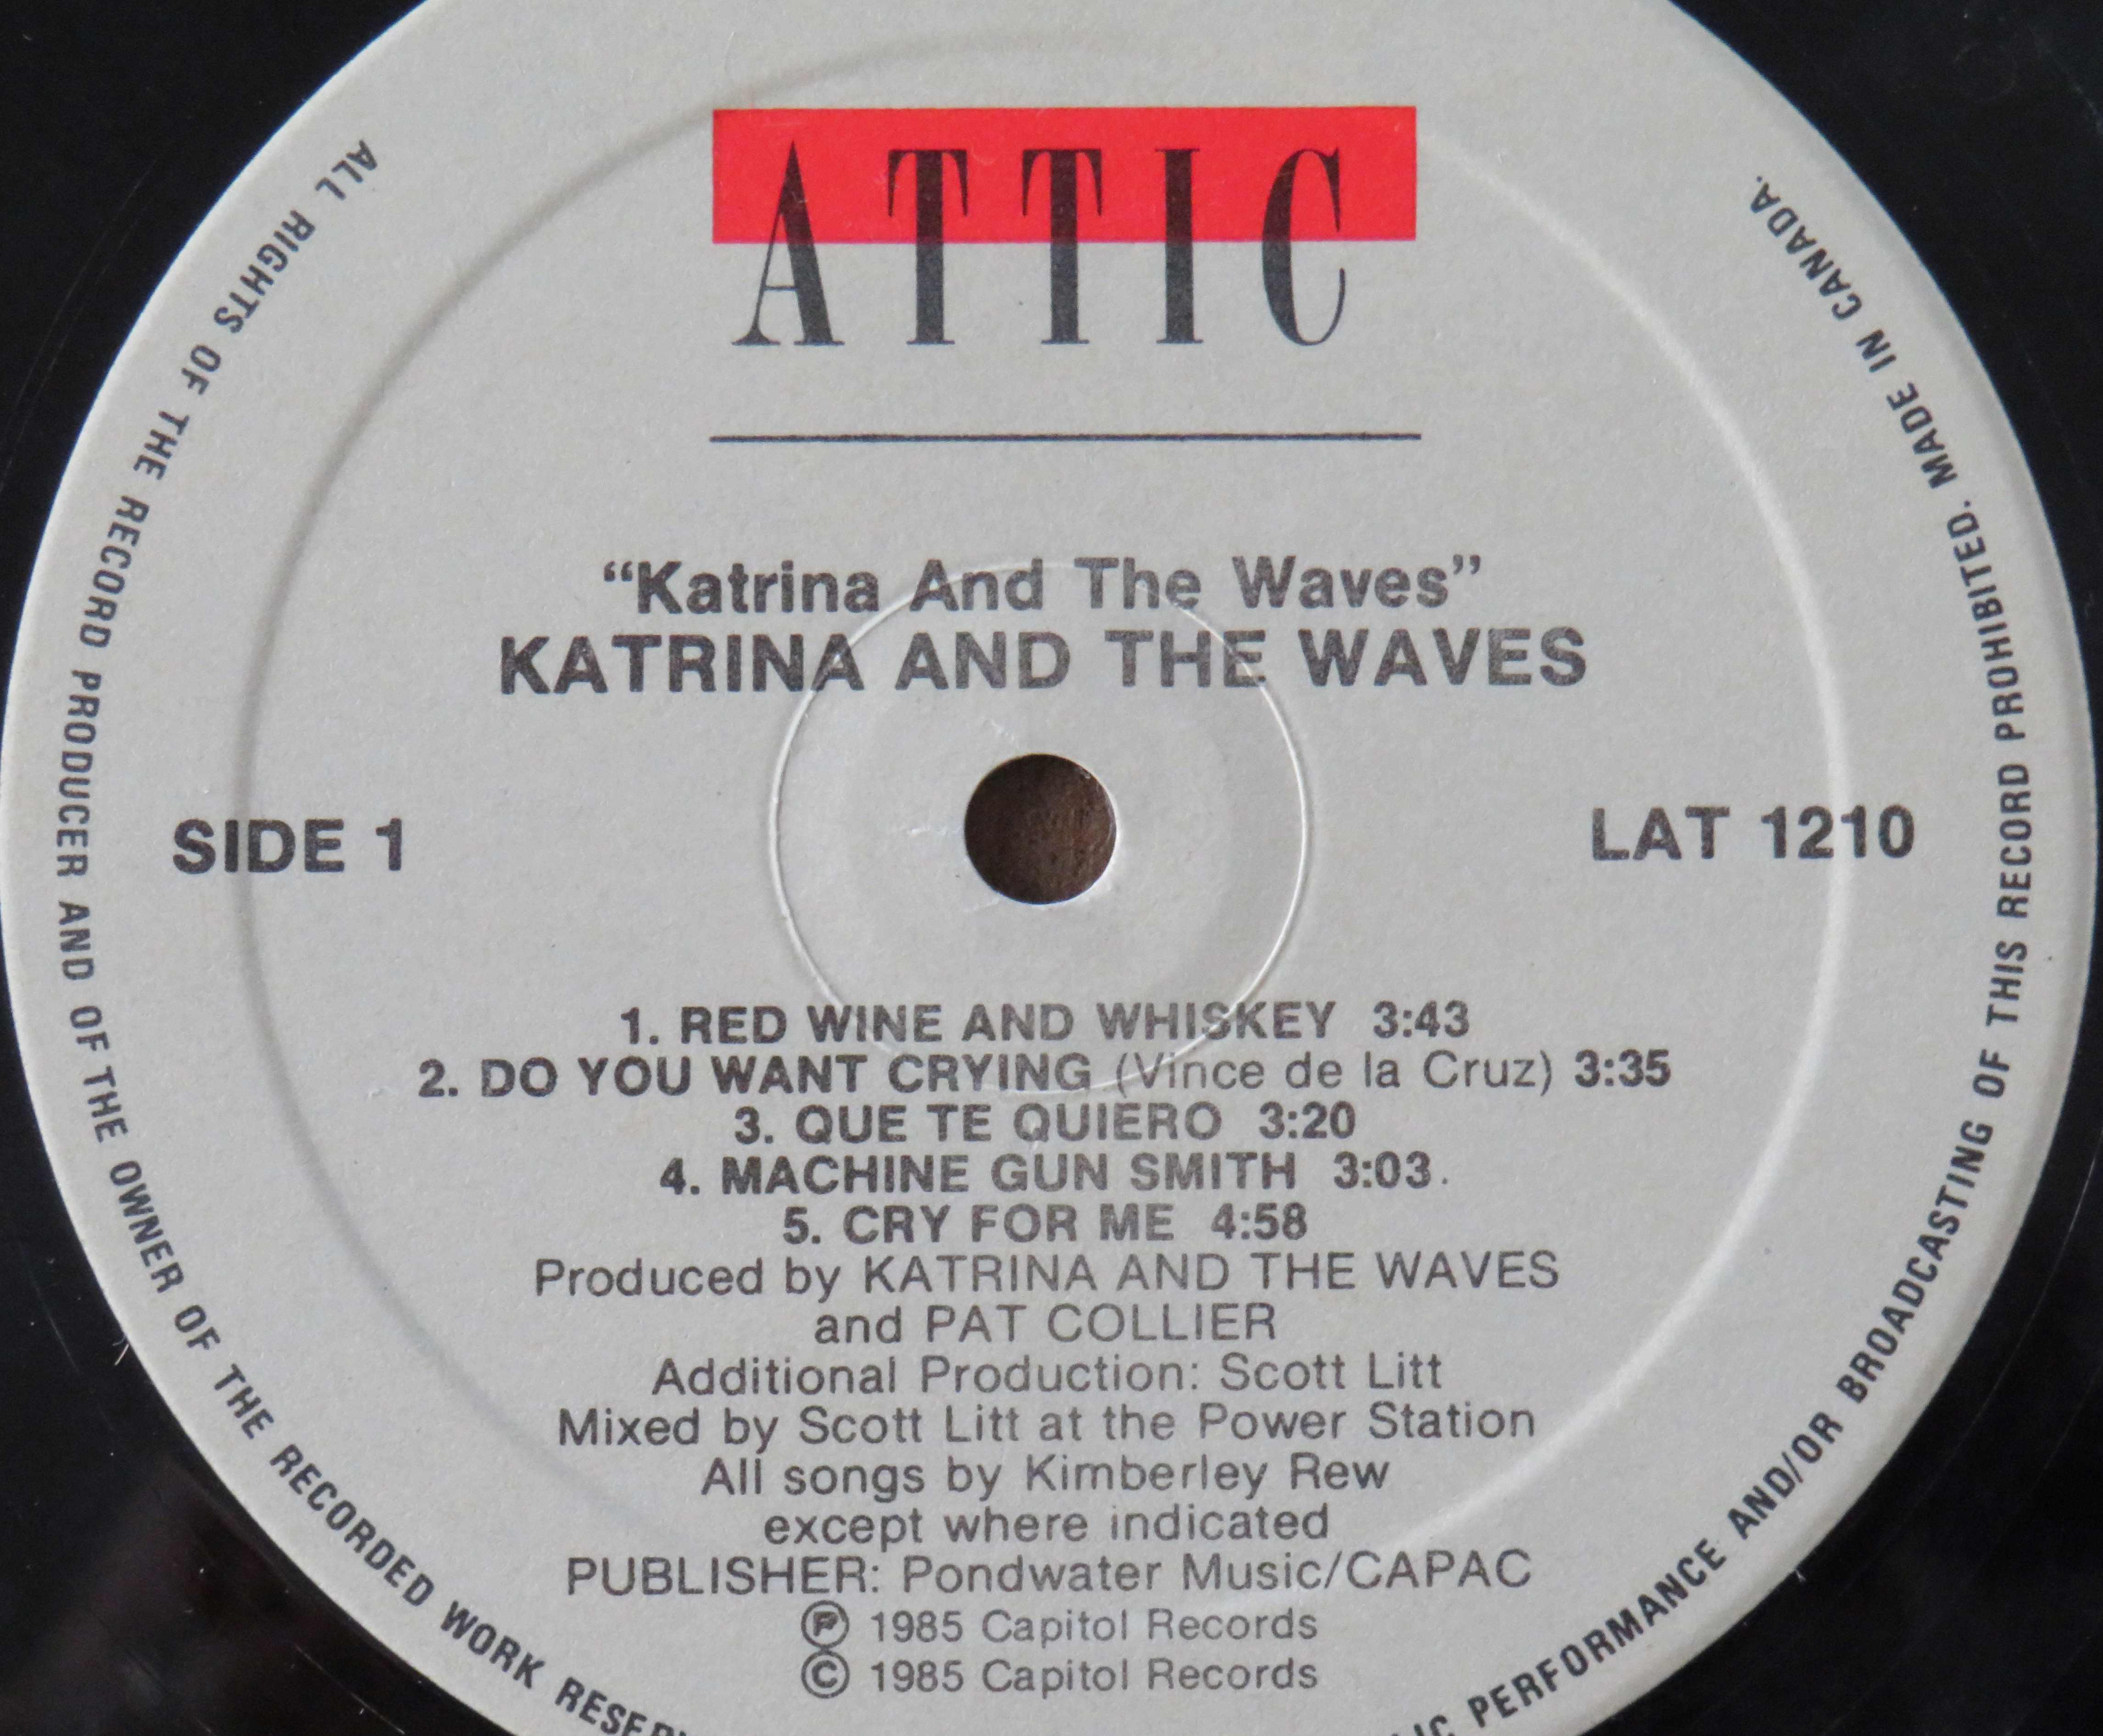 ATTIC
“Katrina And The Waves”
KATRINA AND THE WAVES
SIDE 1
LAT 1210
1. RED WINE AND WHISKEY 3:43
2. DO YOU WANT CRYING (Vince de la Cruz) 3:35
3. QUE TE QUIERO 3:20
4. MACHINE GUN SMITH 3:03.
5. CRY FOR ME 4:58
Produced by KATRINA AND THE WAVES
and PAT COLLIER
Additional Production: Scott Litt
Mixed by Scott Litt at the Power Station
All songs by Kimberley Rew
except where indicated
PUBLISHER: Pondwater Music/CAPAC
℗ 1985 Capitol Records
© 1985 Capitol Records
ALL RIGHTS OF THE RECORD PRODUCER AND OF THE OWNER OF THE RECORDED WORK
PERFORMANCE AND/OR BROADCASTING OF THIS RECORD PROHIBITED. MADE IN CANADA.